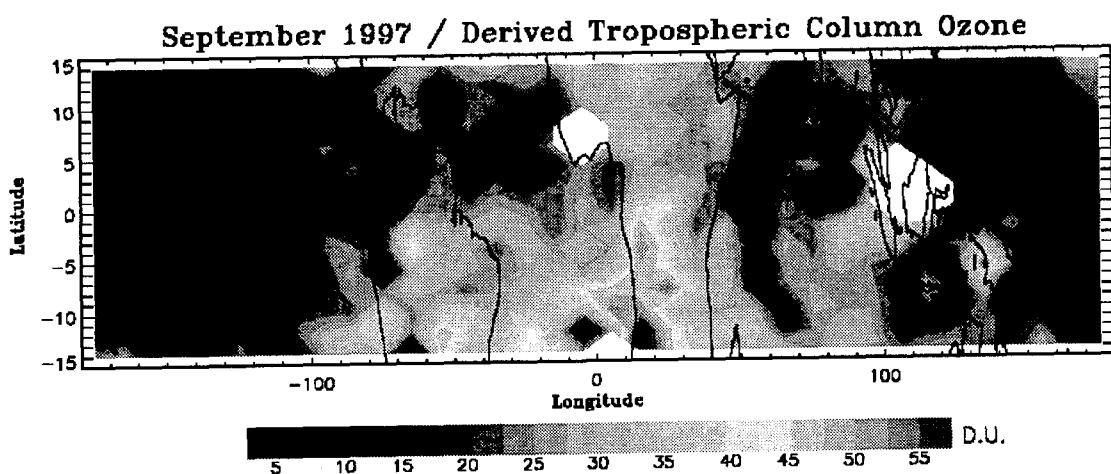 September 1997 / Derived Tropospheric Column Ozone
15
10
5
0
-5
-10
-15
Latitude
-100 0 100
Longitude
5 10 15 20 25 30 35 40 45 50 55 D.U.